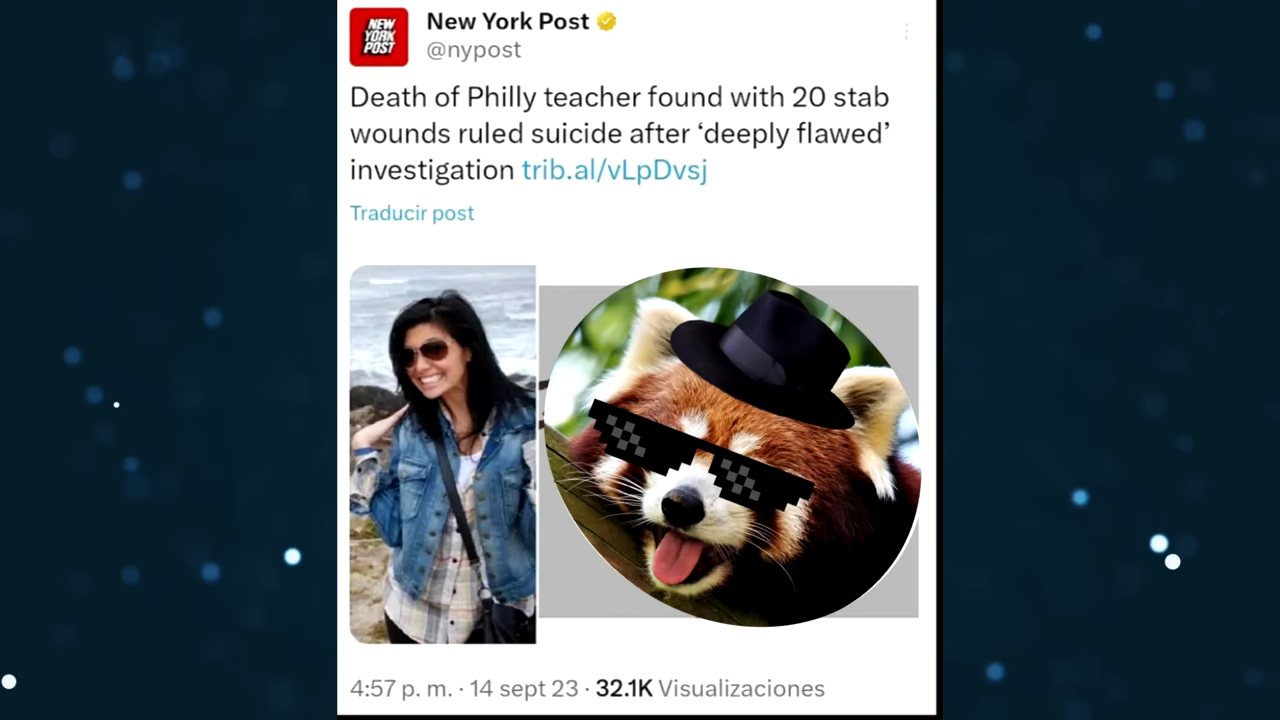 NEW
YORK
POST
New York Post
@nypost
Death of Philly teacher found with 20 stab
wounds ruled suicide after ‘deeply flawed’
investigation trib.al/vLpDvsj
Traducir post
4:57 p. m. · 14 sept 23 · 32.1K Visualizaciones